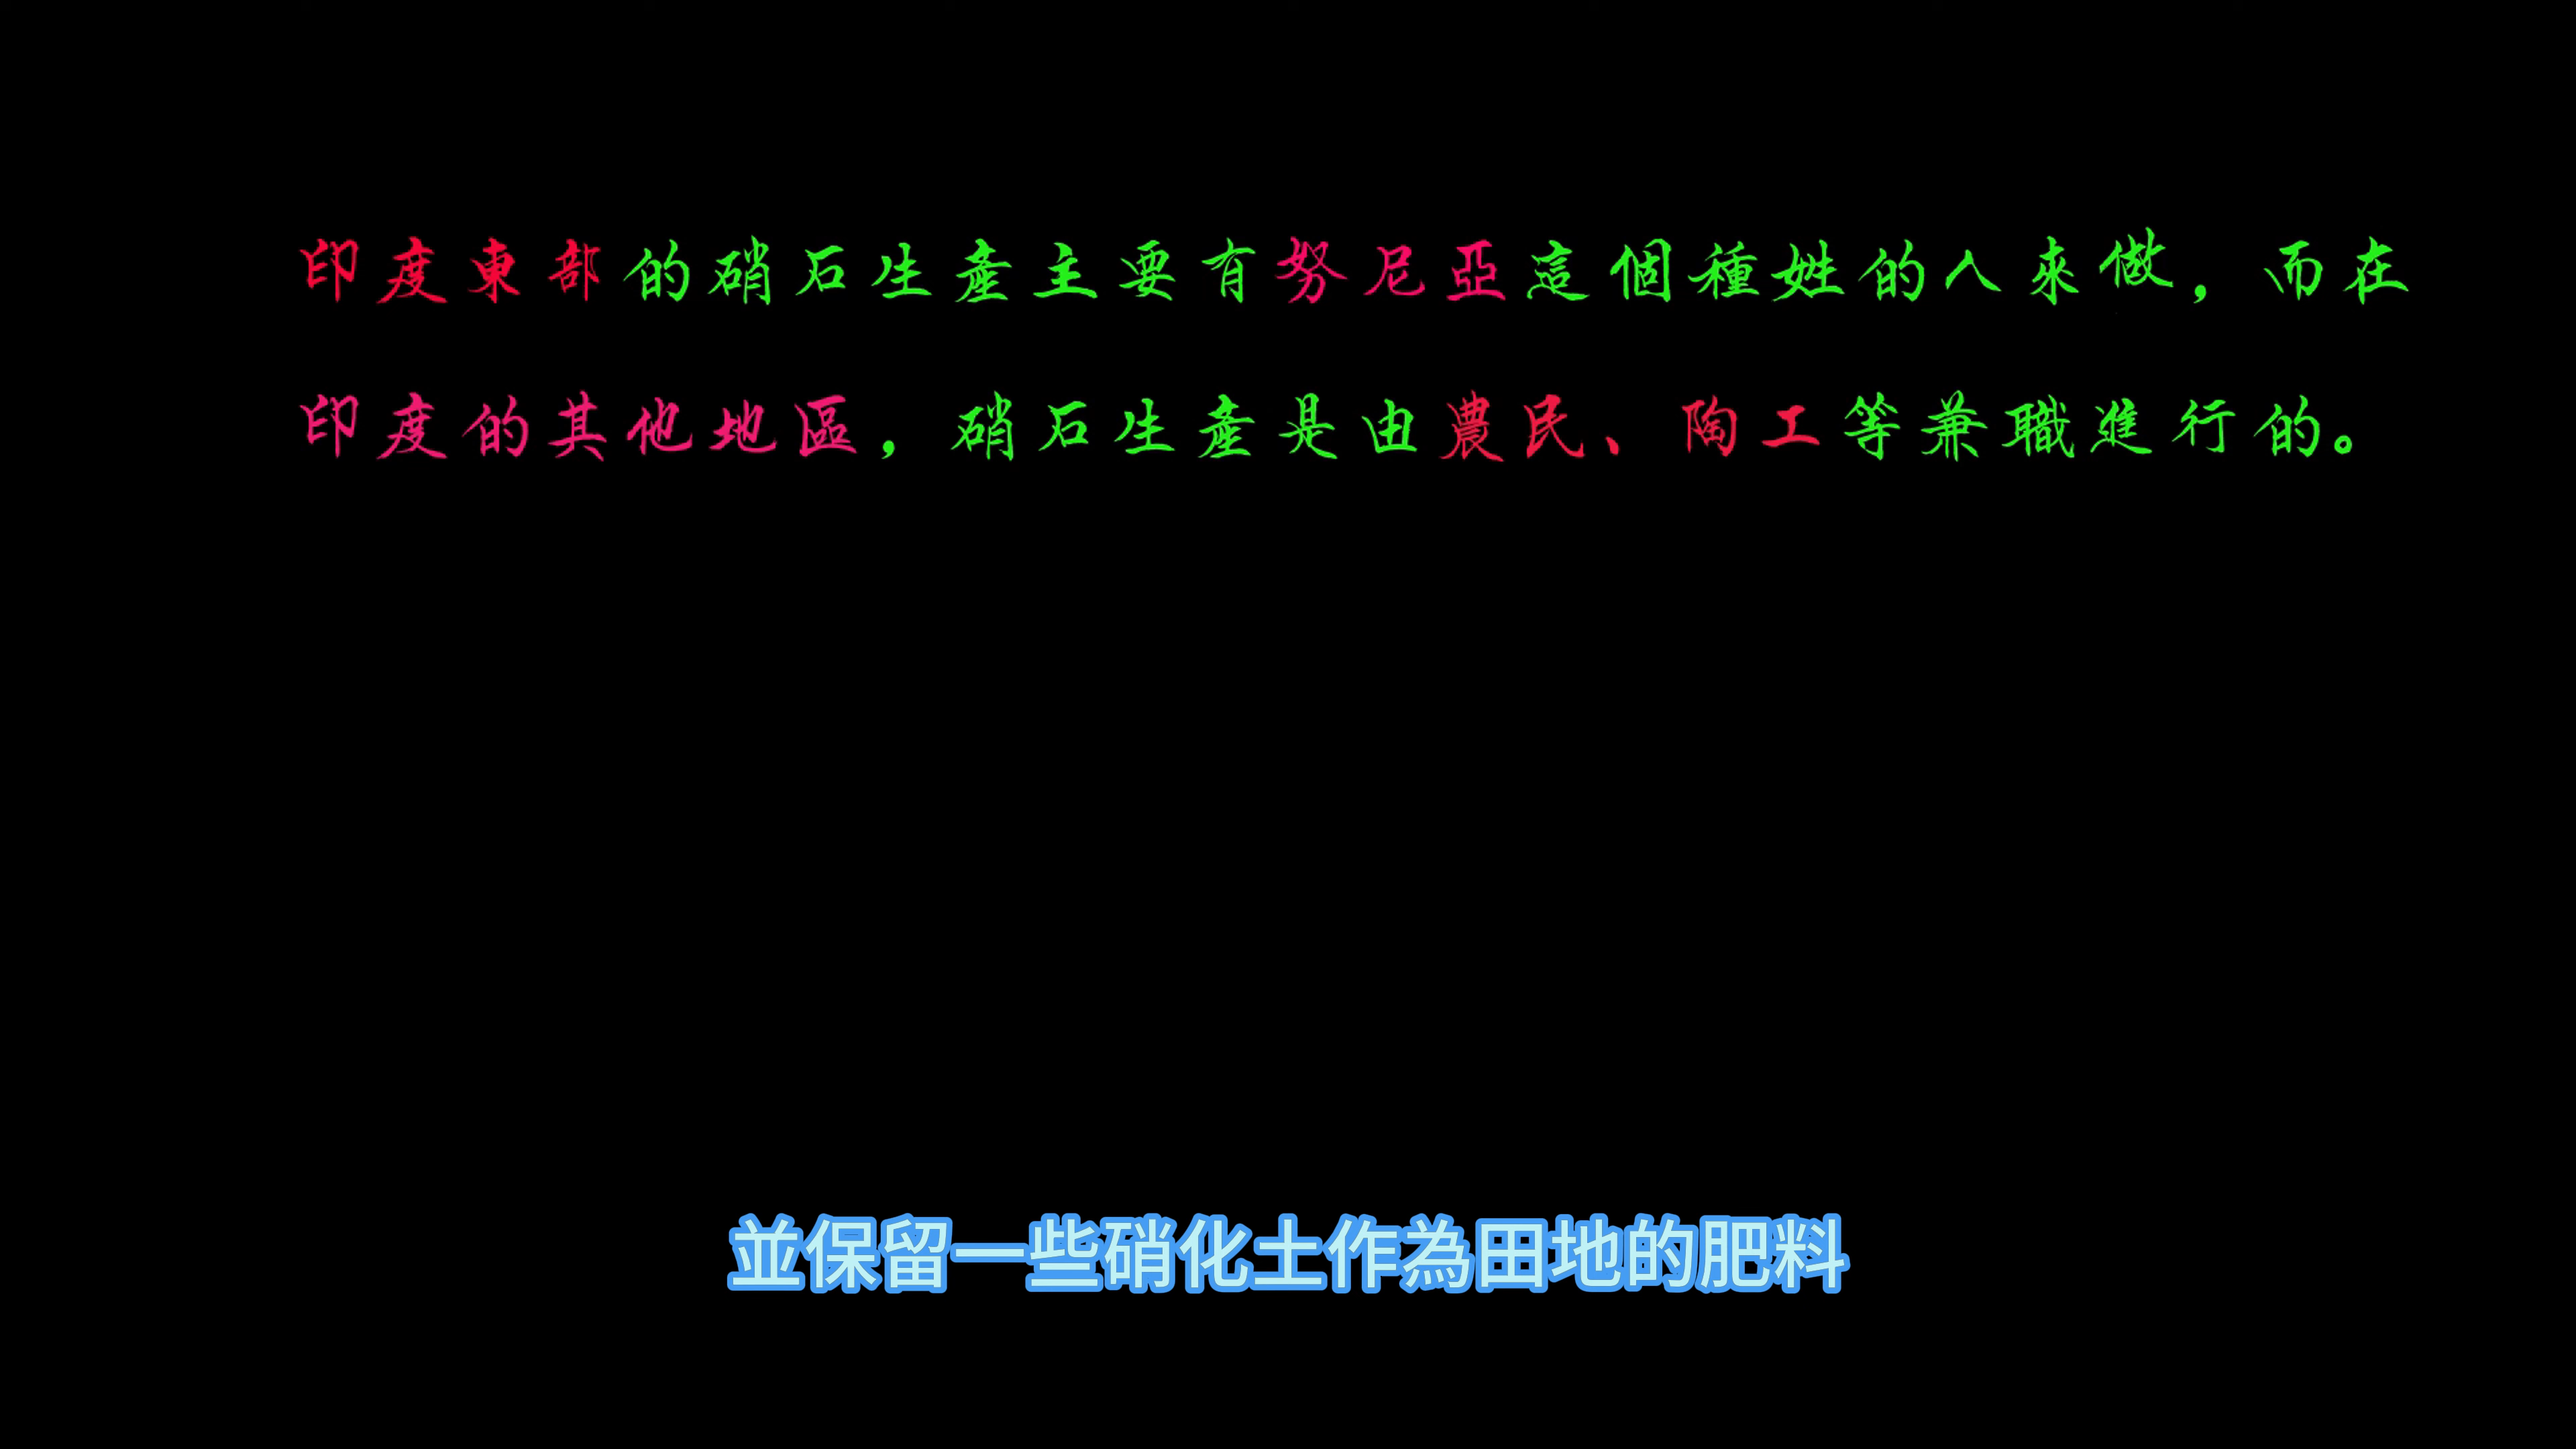 印度東部的硝石生產主要有努尼亞這個種姓的人來做，而在
印度的其他地區，硝石生產是由農民、陶工等兼職進行的。
並保留一些硝化土作為田地的肥料